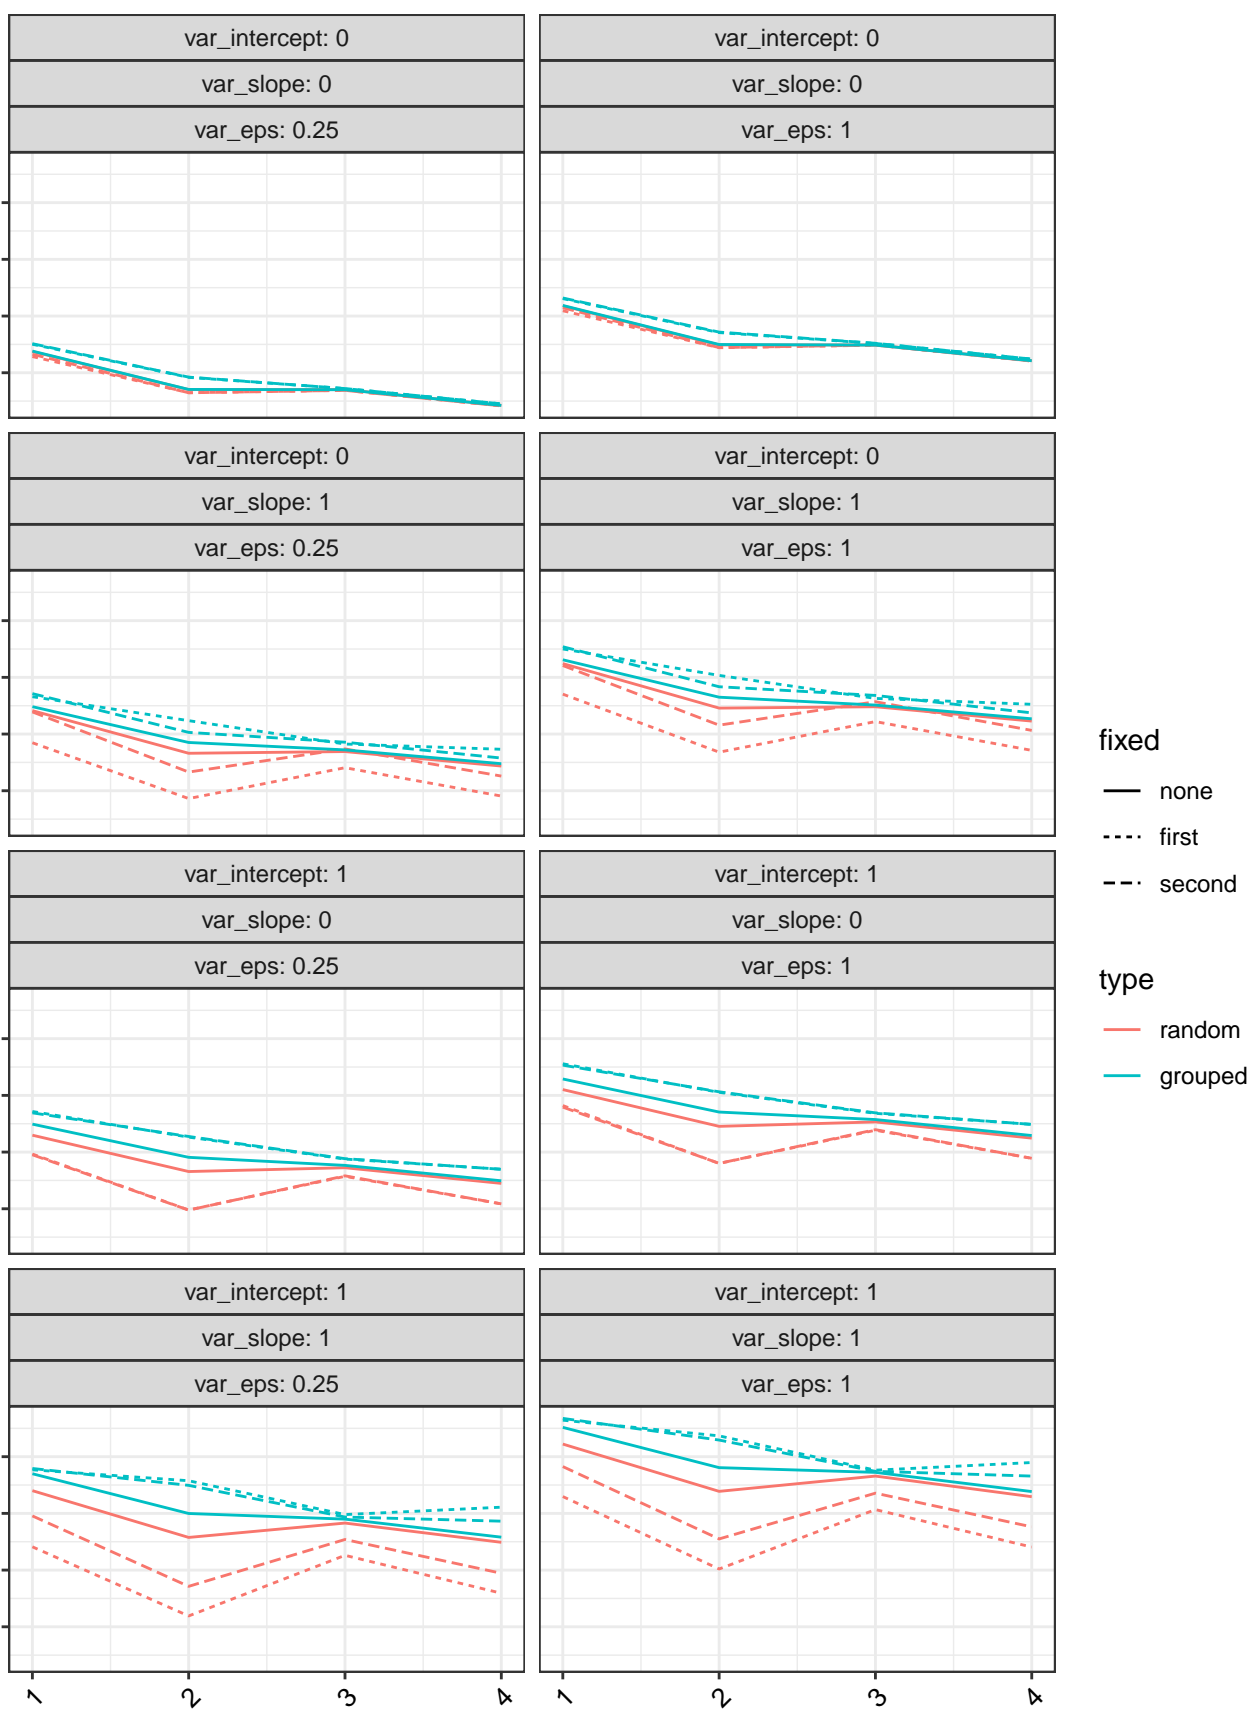 var_intercept: 0
var_slope: 0
var_eps: 0.25
var_intercept: 0
var_slope: 0
var_eps: 1
var_intercept: 0
var_slope: 1
var_eps: 0.25
var_intercept: 0
var_slope: 1
var_eps: 1
var_intercept: 1
var_slope: 0
var_eps: 0.25
var_intercept: 1
var_slope: 0
var_eps: 1
var_intercept: 1
var_slope: 1
var_eps: 0.25
var_intercept: 1
var_slope: 1
var_eps: 1
1 2 3 4
1 2 3 4
fixed
none
first
second
type
random
grouped